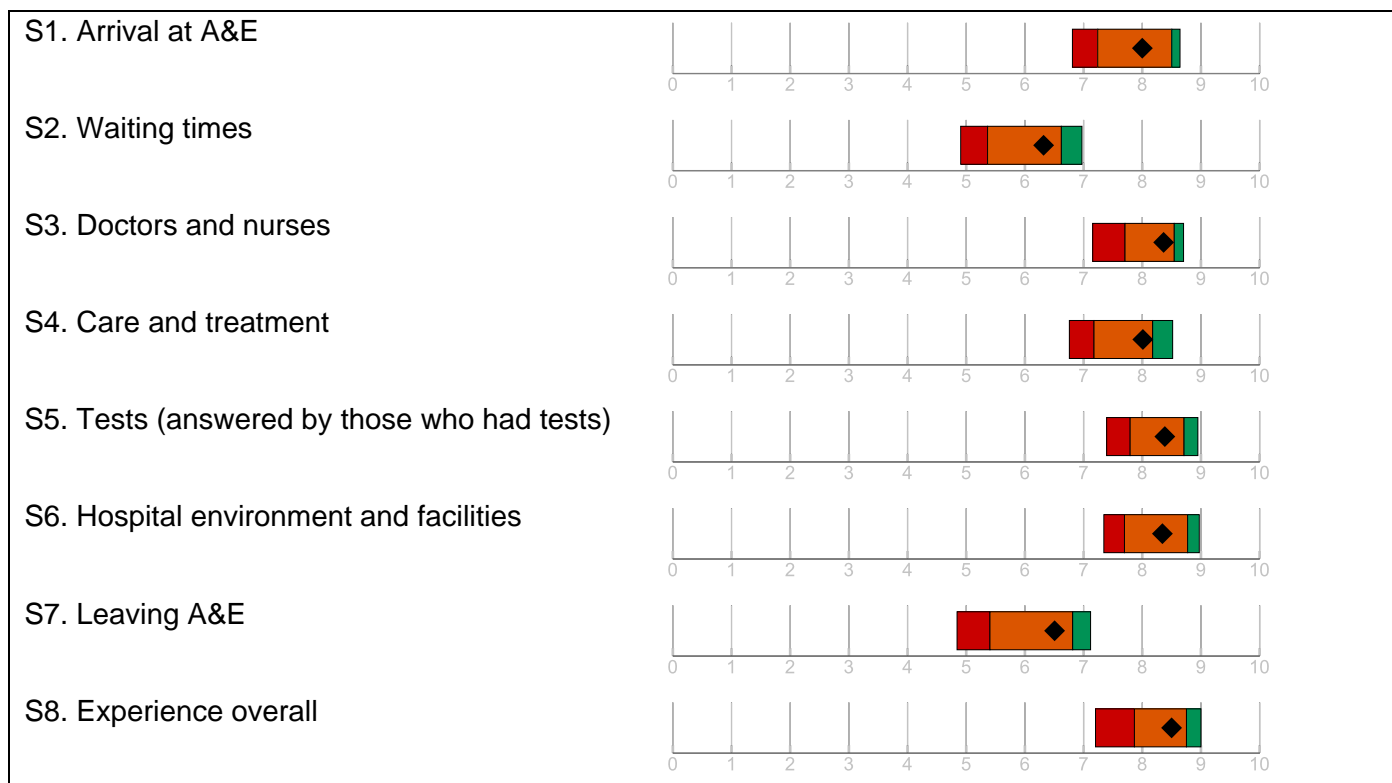 S1. Arrival at A&E
0 1 2 3 4 5 6 7 8 9 10
S2. Waiting times
0 1 2 3 4 5 6 7 8 9 10
S3. Doctors and nurses
0 1 2 3 4 5 6 7 8 9 10
S4. Care and treatment
0 1 2 3 4 5 6 7 8 9 10
S5. Tests (answered by those who had tests)
0 1 2 3 4 5 6 7 8 9 10
S6. Hospital environment and facilities
0 1 2 3 4 5 6 7 8 9 10
S7. Leaving A&E
0 1 2 3 4 5 6 7 8 9 10
S8. Experience overall
0 1 2 3 4 5 6 7 8 9 10